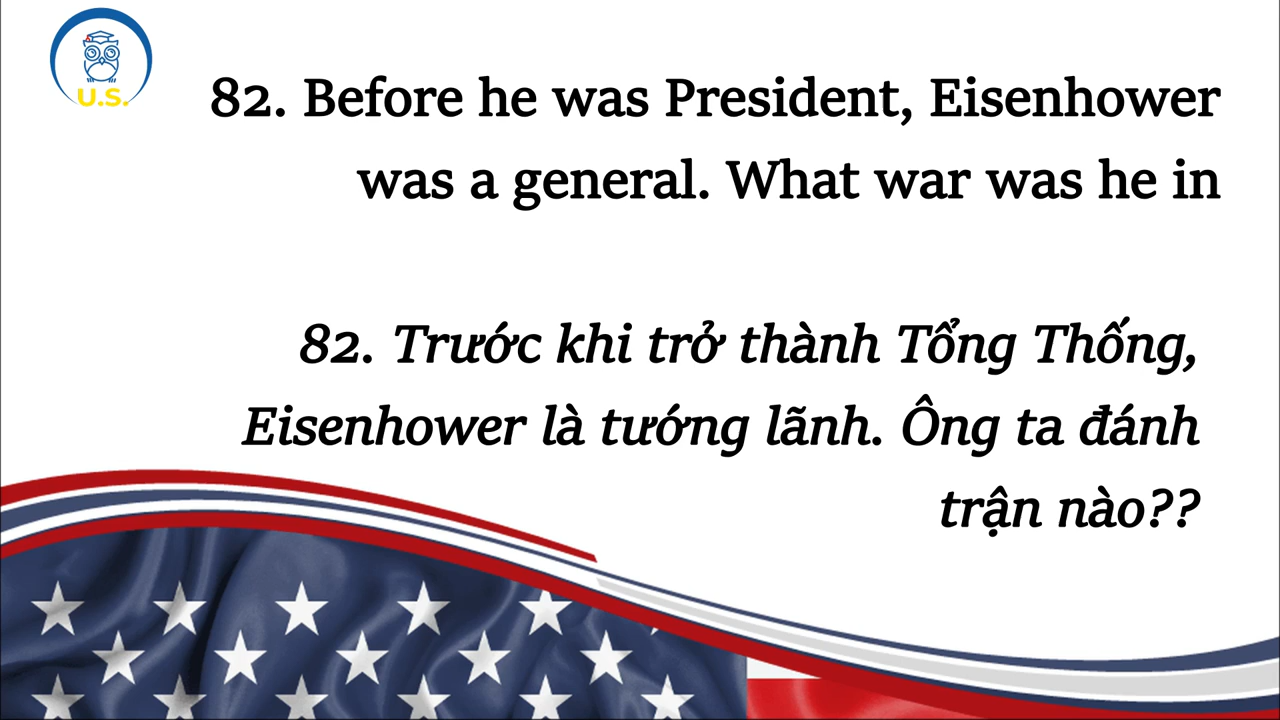 U.S.
82. Before he was President, Eisenhower
was a general. What war was he in
82. Trước khi trở thành Tổng Thống,
Eisenhower là tướng lãnh. Ông ta đánh
trận nào??